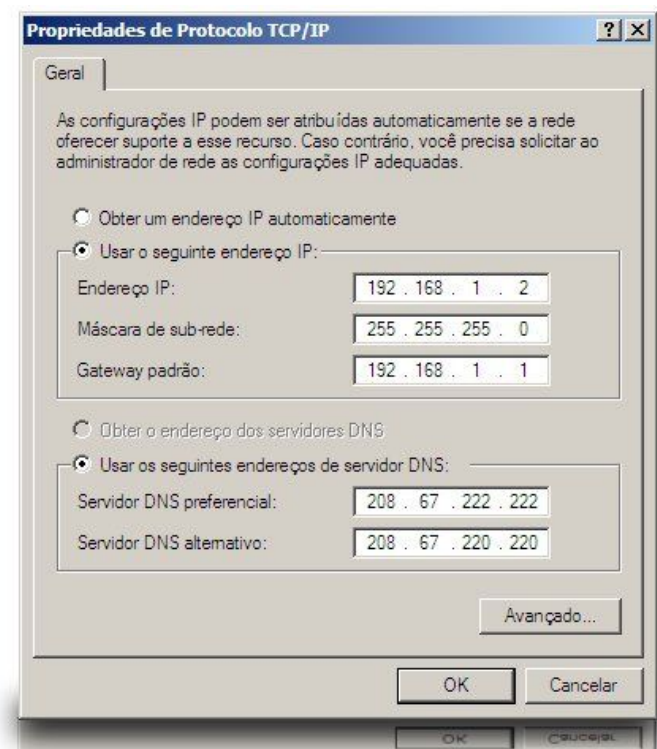 Propriedades de Protocolo TCP/IP
Geral
As configurações IP podem ser atribuídas automaticamente se a rede
oferecer suporte a esse recurso. Caso contrário, você precisa solicitar ao
administrador de rede as configurações IP adequadas.
Obter um endereço IP automaticamente
Usar o seguinte endereço IP:
Endereço IP: 192 . 168 . 1 . 2
Máscara de sub-rede: 255 . 255 . 255 . 0
Gateway padrão: 192 . 168 . 1 . 1
Obter o endereço dos servidores DNS
Usar os seguintes endereços de servidor DNS:
Servidor DNS preferencial: 208 . 67 . 222 . 222
Servidor DNS alternativo: 208 . 67 . 220 . 220
Avançado...
OK Cancelar